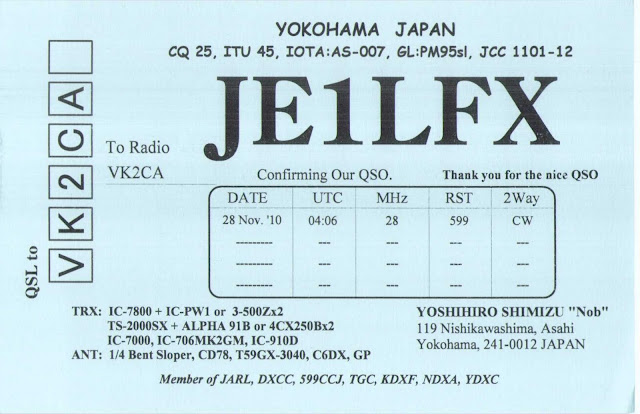 YOKOHAMA JAPAN
CQ 25, ITU 45, IOTA:AS-007, GL:PM95sl, JCC 1101-12
JE1LFX
QSL to VK2CA
To Radio
VK2CA
Confirming Our QSO. Thank you for the nice QSO
DATE UTC MHz RST 2Way
28 Nov. '10 04:06 28 599 CW
---------- --- --- --- ---
---------- --- --- --- ---
---------- --- --- --- ---
TRX: IC-7800 + IC-PW1 or 3-500Zx2
TS-2000SX + ALPHA 91B or 4CX250Bx2
IC-7000, IC-706MK2GM, IC-910D
ANT: 1/4 Bent Sloper, CD78, T59GX-3040, C6DX, GP
YOSHIHIRO SHIMIZU "Nob"
119 Nishikawashima, Asahi
Yokohama, 241-0012 JAPAN
Member of JARL, DXCC, 599CCJ, TGC, KDXF, NDXA, YDXC